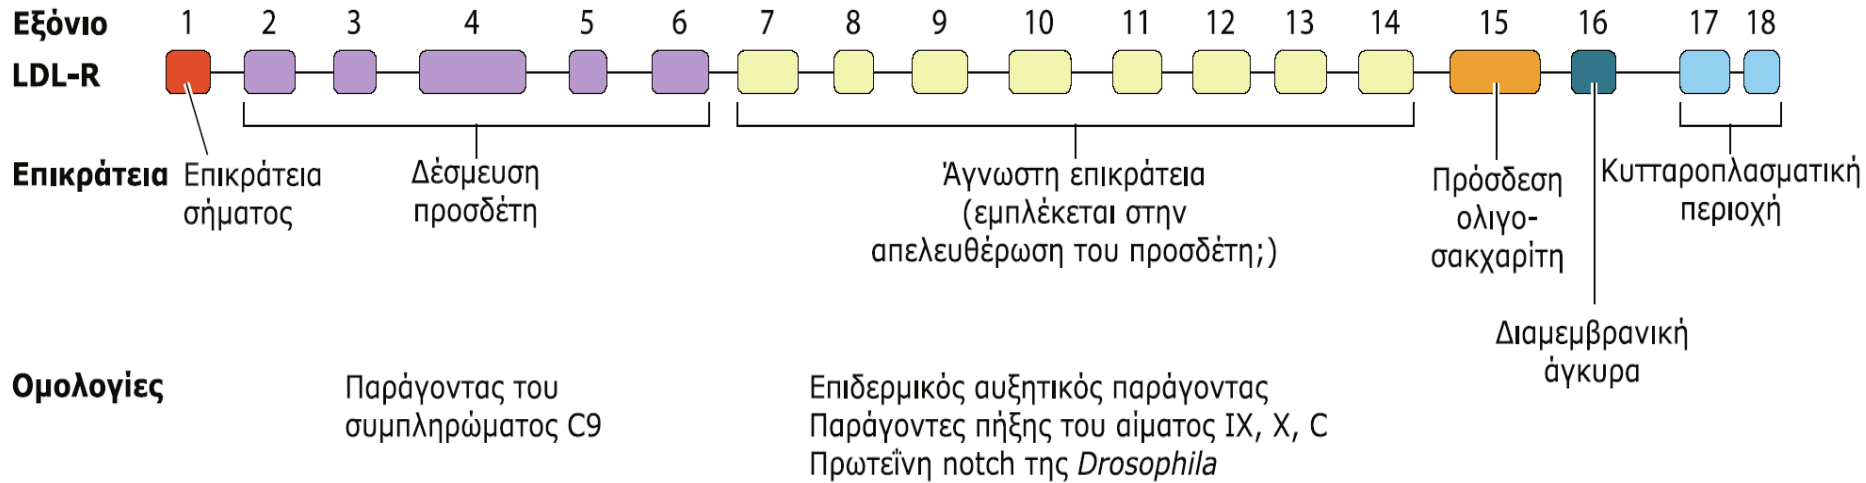 Εξόνιο 1 2 3 4 5 6 7 8 9 10 11 12 13 14 15 16 17 18
LDL-R
Επικράτεια
Επικράτεια
σήματος
Δέσμευση
προσδέτη
Άγνωστη επικράτεια
(εμπλέκεται στην
απελευθέρωση του προσδέτη;)
Πρόσδεση
ολιγο-
σακχαρίτη
Διαμεμβρανική
άγκυρα
Κυτταροπλασματική
περιοχή
Ομολογίες
Παράγοντας του
συμπληρώματος C9
Επιδερμικός αυξητικός παράγοντας
Παράγοντες πήξης του αίματος IX, X, C
Πρωτεΐνη notch της Drosophila